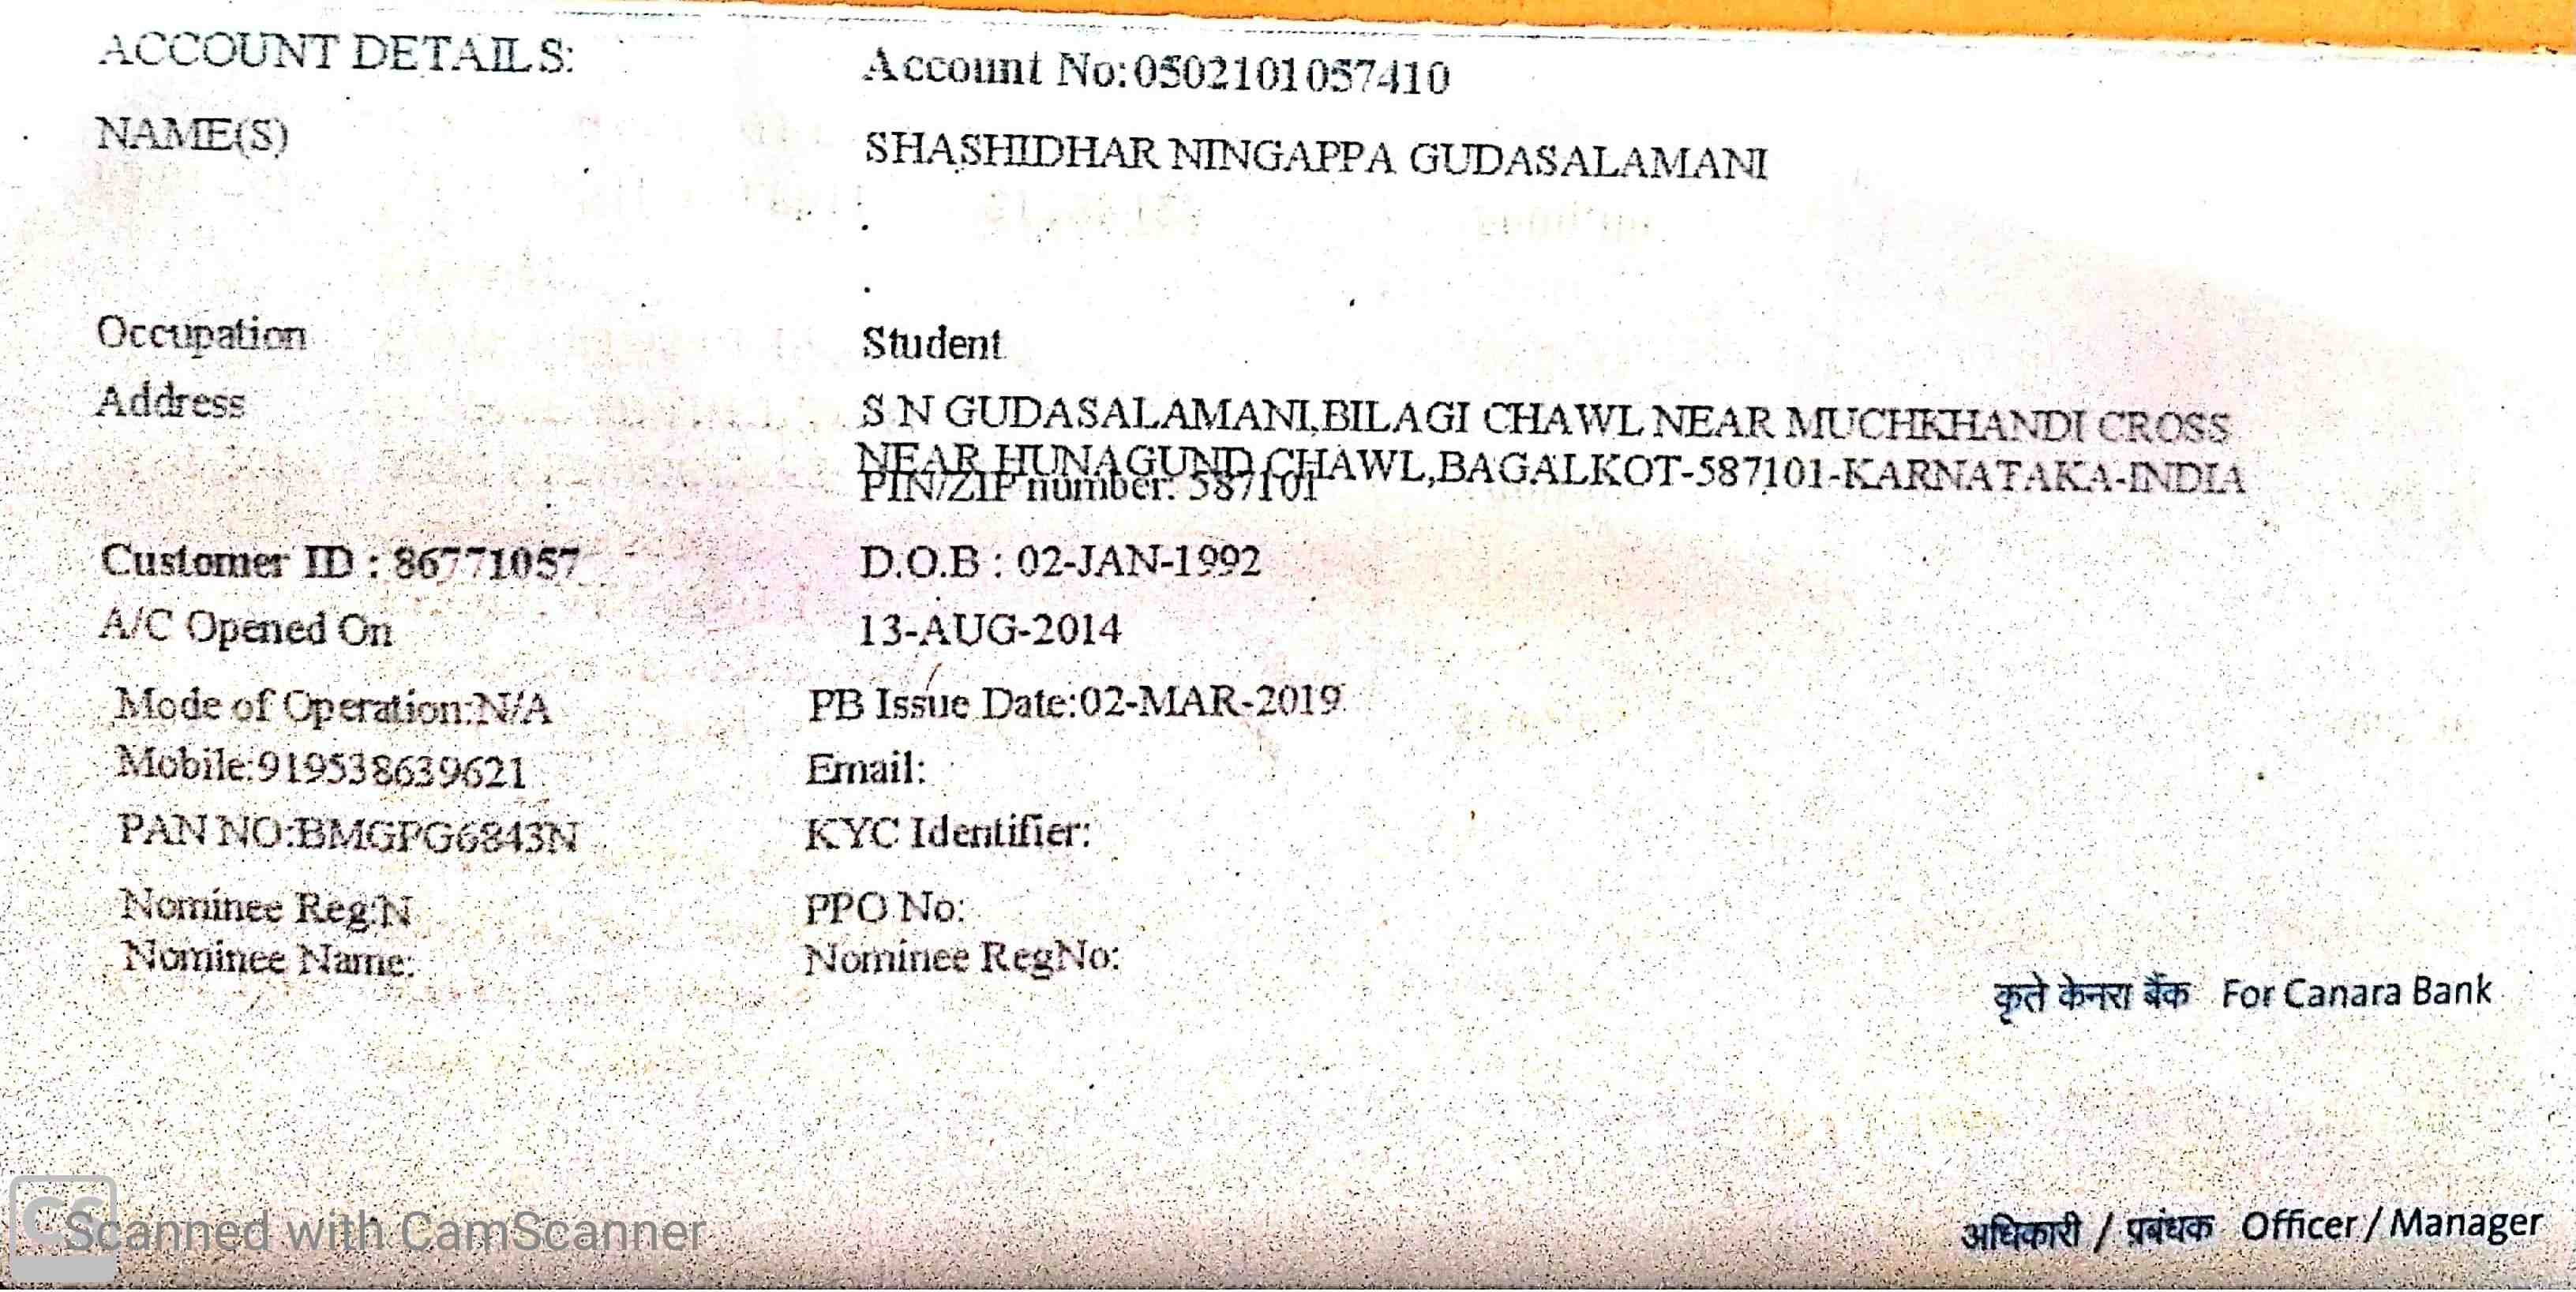 ACCOUNT DETAILS: Account No:0502101057410
NAME(S) SHASHIDHAR NINGAPPA GUDASALAMANI
Occupation Student
Address S N GUDASALAMANI,BILAGI CHAWL NEAR MUCHKHANDI CROSS
NEAR HUNAGUND CHAWL,BAGALKOT-587101-KARNATAKA-INDIA
PIN/ZIP number: 587101
Customer ID : 86771057 D.O.B : 02-JAN-1992
A/C Opened On 13-AUG-2014
Mode of Operation:N/A PB Issue Date:02-MAR-2019
Mobile:919538639621 Email:
PAN NO:BMGPG6843N KYC Identifier:
Nominee Reg:N PPO No:
Nominee Name: Nominee RegNo:
कृते केनरा बैंक For Canara Bank
अधिकारी / प्रबंधक Officer / Manager
CS Scanned with CamScanner